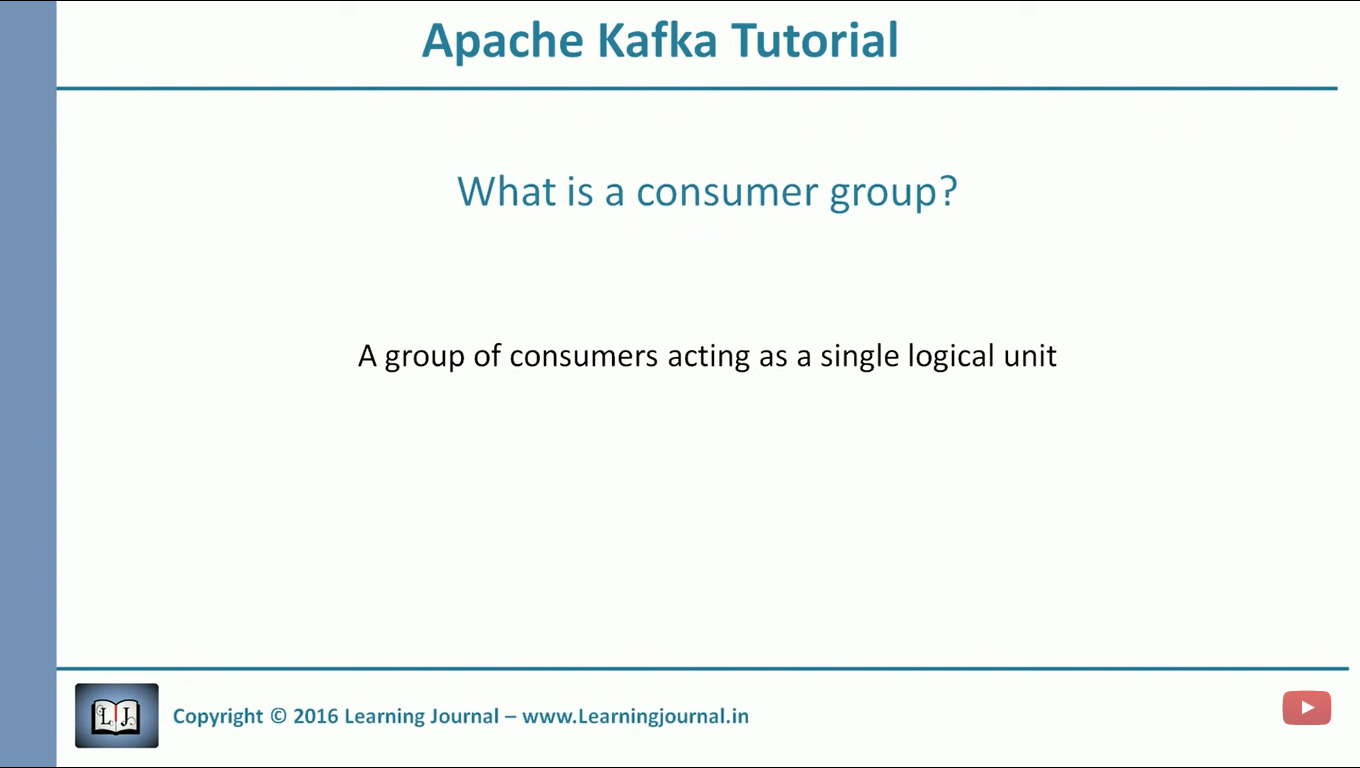 Apache Kafka Tutorial
What is a consumer group?
A group of consumers acting as a single logical unit
LJ
Copyright © 2016 Learning Journal – www.Learningjournal.in